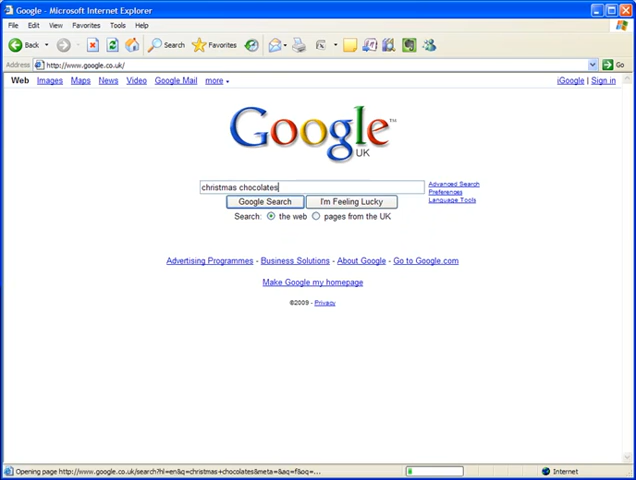 Google - Microsoft Internet Explorer
File Edit View Favorites Tools Help
Back Search Favorites
Address http://www.google.co.uk/ Go
Web Images Maps News Video Google Mail more iGoogle | Sign in
Google™
UK
christmas chocolates Advanced Search
Preferences
Google Search I'm Feeling Lucky Language Tools
Search: the web pages from the UK
Advertising Programmes - Business Solutions - About Google - Go to Google.com
Make Google my homepage
©2009 - Privacy
Opening page http://www.google.co.uk/search?hl=en&q=christmas+chocolates&meta=&aq=f&oq=... Internet